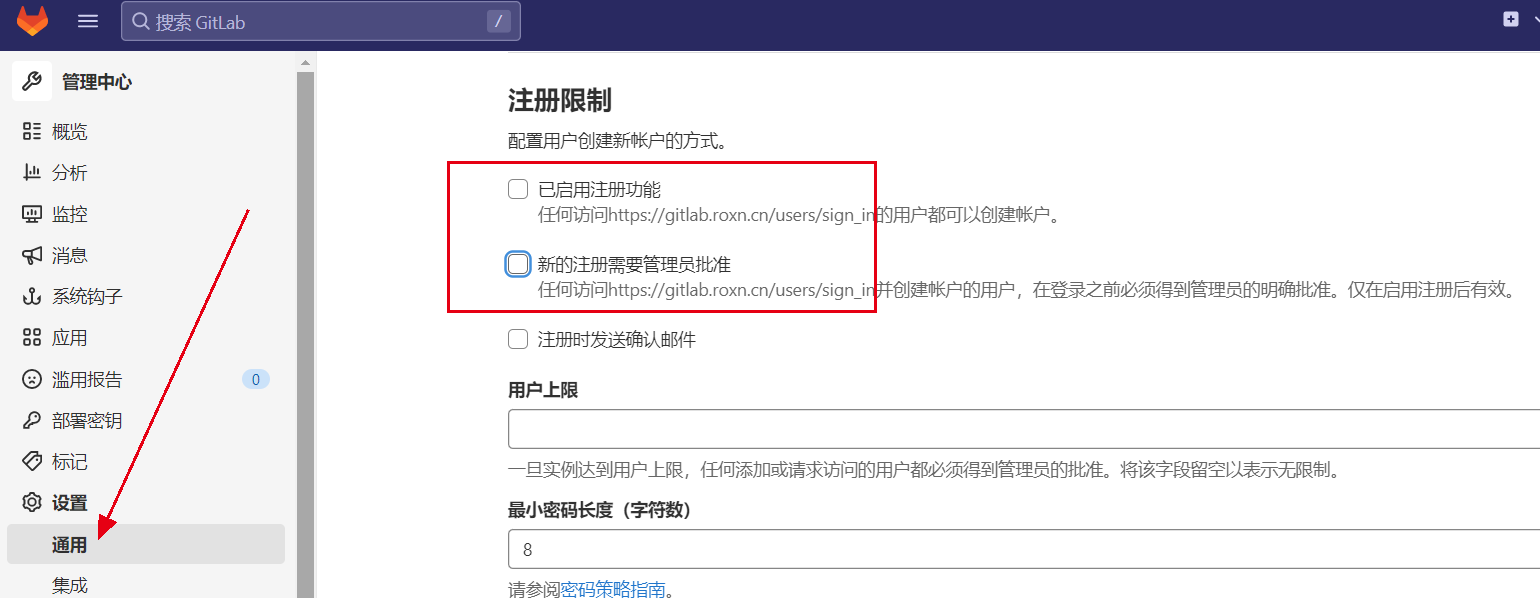 搜索 GitLab
/
管理中心
概览
分析
监控
消息
系统钩子
应用
滥用报告
0
部署密钥
标记
设置
通用
集成
注册限制
配置用户创建新帐户的方式。
已启用注册功能
任何访问https://gitlab.roxn.cn/users/sign_in的用户都可以创建帐户。
新的注册需要管理员批准
任何访问https://gitlab.roxn.cn/users/sign_in并创建帐户的用户，在登录之前必须得到管理员的明确批准。仅在启用注册后有效。
注册时发送确认邮件
用户上限
一旦实例达到用户上限，任何添加或请求访问的用户都必须得到管理员的批准。将该字段留空以表示无限制。
最小密码长度（字符数）
8
请参阅密码策略指南。